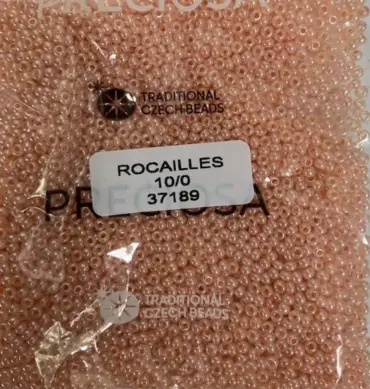 PRECIOSA
TRADITIONAL
CZECH BEADS
ROCAILLES
10/0
37189
PRECIOSA
TRADITIONAL
CZECH BEADS